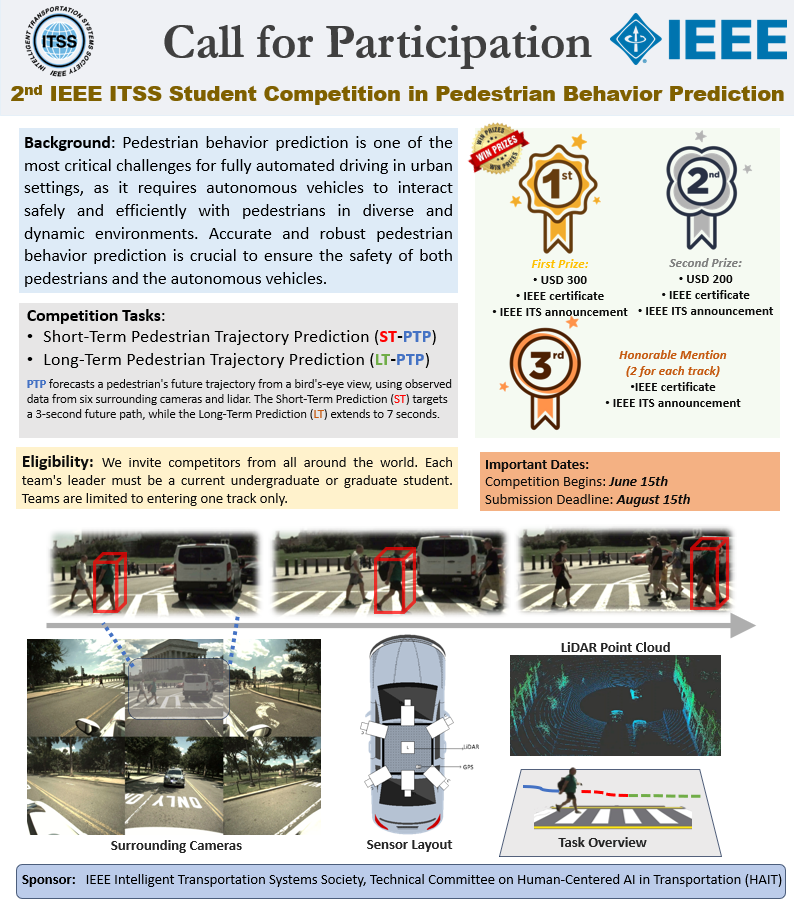 INTELLIGENT TRANSPORTATION SYSTEMS SOCIETY
ITSS
IEEE
Call for Participation
IEEE
2nd IEEE ITSS Student Competition in Pedestrian Behavior Prediction
Background: Pedestrian behavior prediction is one of the
most critical challenges for fully automated driving in urban
settings, as it requires autonomous vehicles to interact
safely and efficiently with pedestrians in diverse and
dynamic environments. Accurate and robust pedestrian
behavior prediction is crucial to ensure the safety of both
pedestrians and the autonomous vehicles.
WIN PRIZES
WIN PRIZES
WIN PRIZES
1st
2nd
First Prize:
• USD 300
• IEEE certificate
• IEEE ITS announcement
Second Prize:
• USD 200
• IEEE certificate
• IEEE ITS announcement
3rd
Honorable Mention
(2 for each track)
•IEEE certificate
• IEEE ITS announcement
Competition Tasks:
• Short-Term Pedestrian Trajectory Prediction (ST-PTP)
• Long-Term Pedestrian Trajectory Prediction (LT-PTP)
PTP forecasts a pedestrian's future trajectory from a bird's-eye view, using observed
data from six surrounding cameras and lidar. The Short-Term Prediction (ST) targets
a 3-second future path, while the Long-Term Prediction (LT) extends to 7 seconds.
Eligibility: We invite competitors from all around the world. Each
team's leader must be a current undergraduate or graduate student.
Teams are limited to entering one track only.
Important Dates:
Competition Begins: June 15th
Submission Deadline: August 15th
ONLY
Surrounding Cameras
L
LiDAR
GPS
C
C
Sensor Layout
LiDAR Point Cloud
Task Overview
Sponsor: IEEE Intelligent Transportation Systems Society, Technical Committee on Human-Centered AI in Transportation (HAIT)